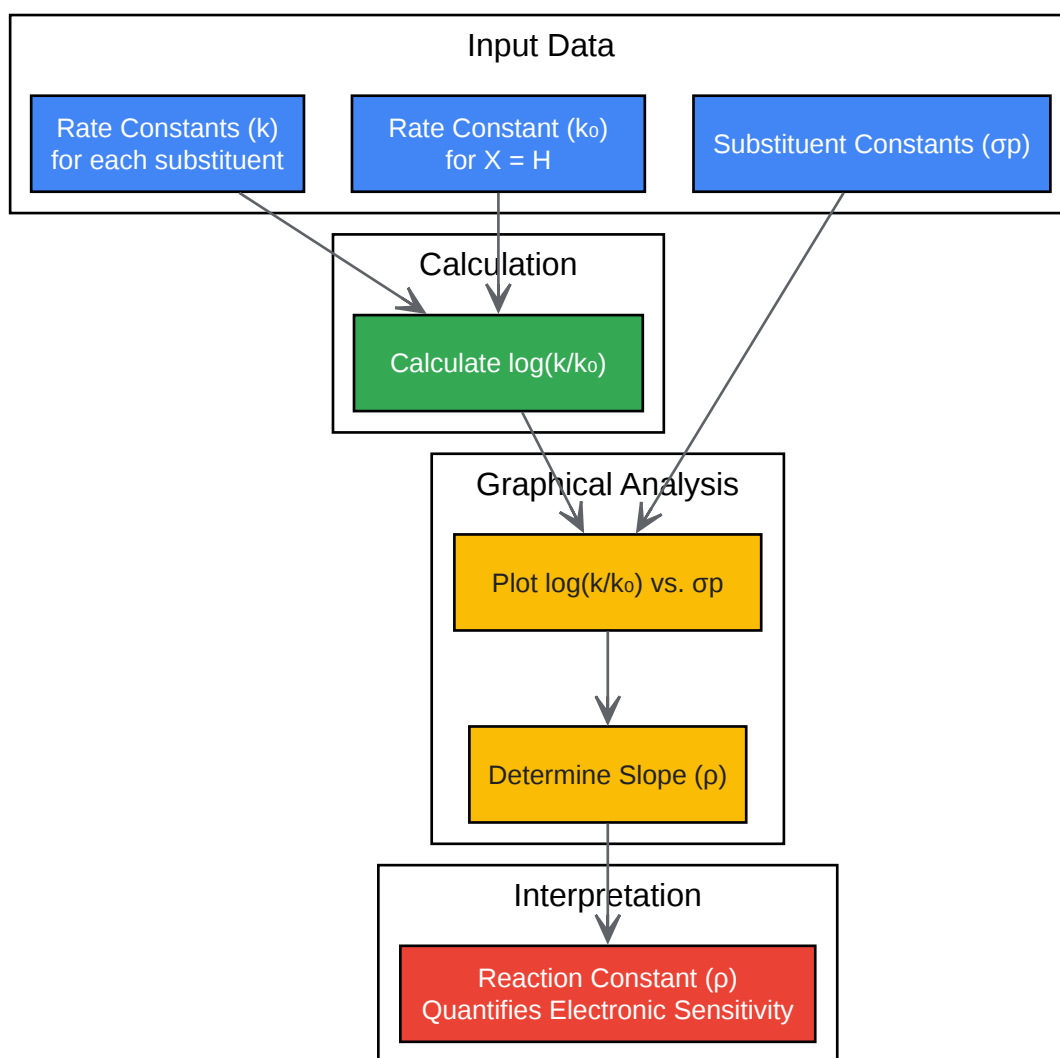 Input Data
Rate Constants (k)
for each substituent
Rate Constant (k₀)
for X = H
Substituent Constants (σp)
Calculation
Calculate log(k/k₀)
Graphical Analysis
Plot log(k/k₀) vs. σp
Determine Slope (ρ)
Interpretation
Reaction Constant (ρ)
Quantifies Electronic Sensitivity